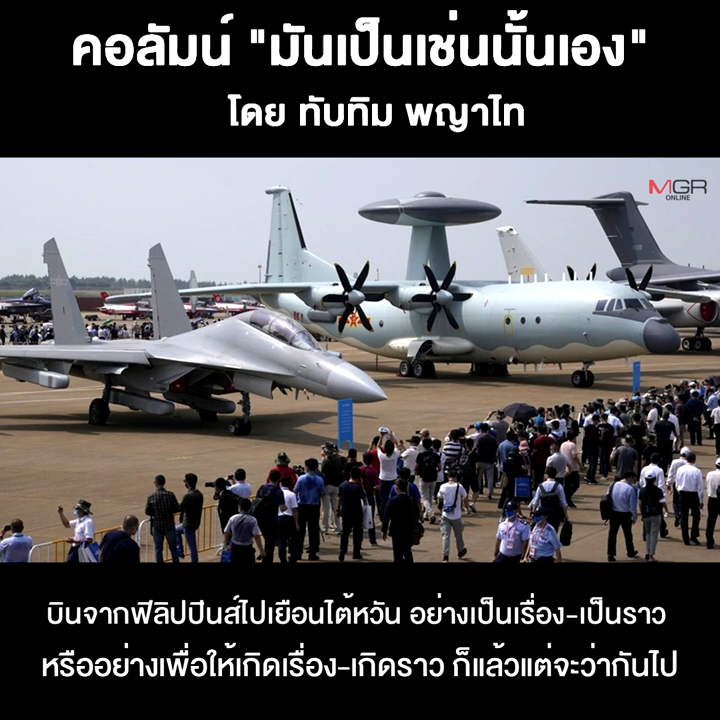 คอลัมน์ "มันเป็นเช่นนั้นเอง"
โดย ทับทิม พญาไท
MGR
ONLINE
บินจากฟิลิปปินส์ไปเยือนไต้หวัน อย่างเป็นเรื่อง-เป็นราว
หรืออย่างเพื่อให้เกิดเรื่อง-เกิดราว ก็แล้วแต่จะว่ากันไป